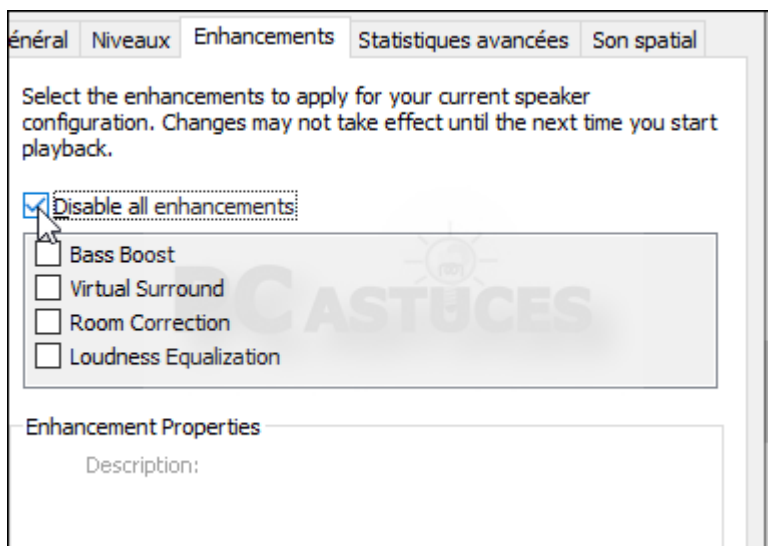 énéral Niveaux Enhancements Statistiques avancées Son spatial
Select the enhancements to apply for your current speaker
configuration. Changes may not take effect until the next time you start
playback.
Disable all enhancements
Bass Boost
Virtual Surround
Room Correction
Loudness Equalization
PC ASTUCES
Enhancement Properties
Description: